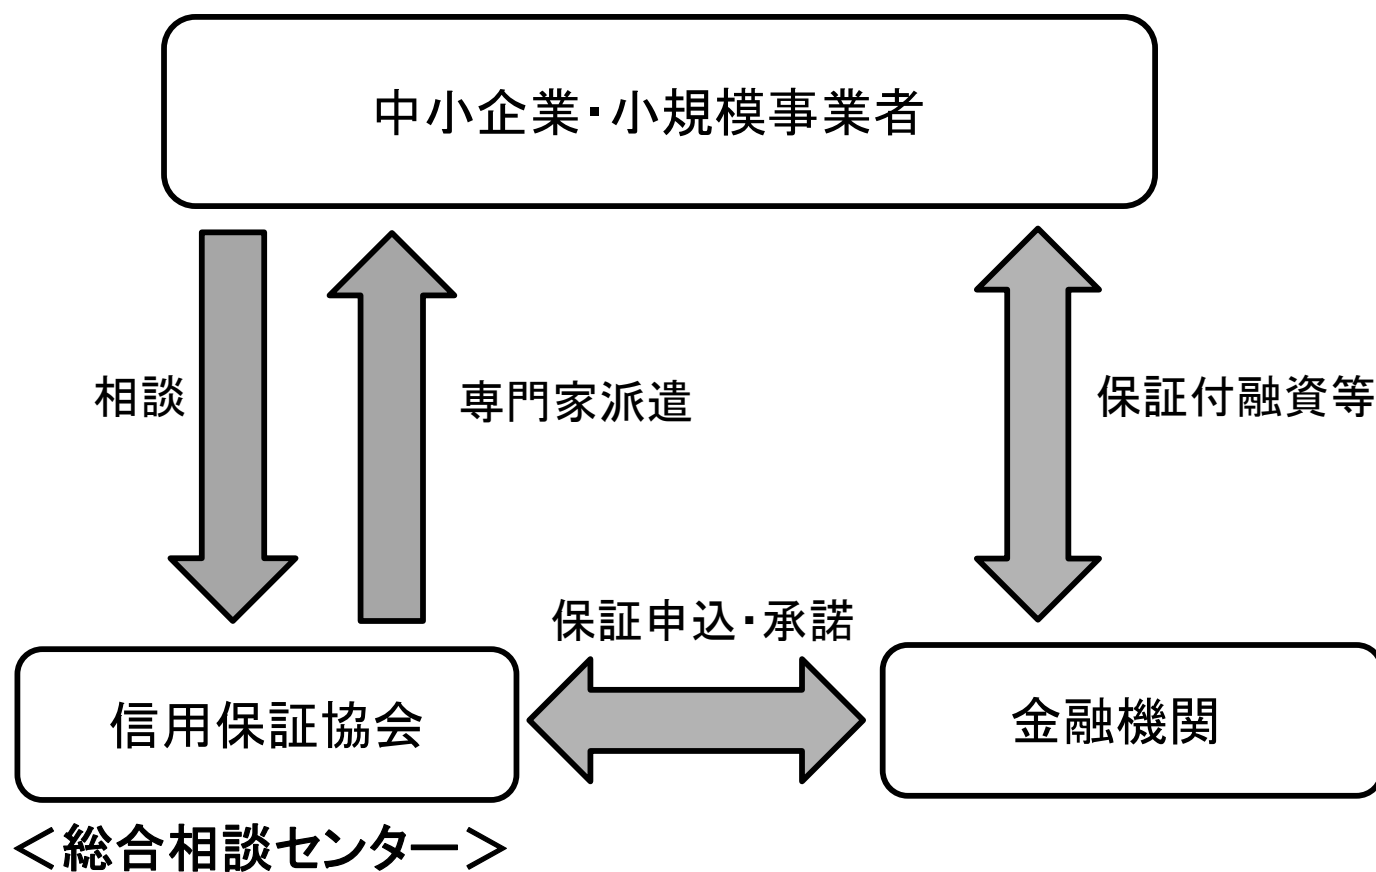 中小企業・小規模事業者
相談
専門家派遣
保証付融資等
保証申込・承諾
信用保証協会
金融機関
＜総合相談センター＞